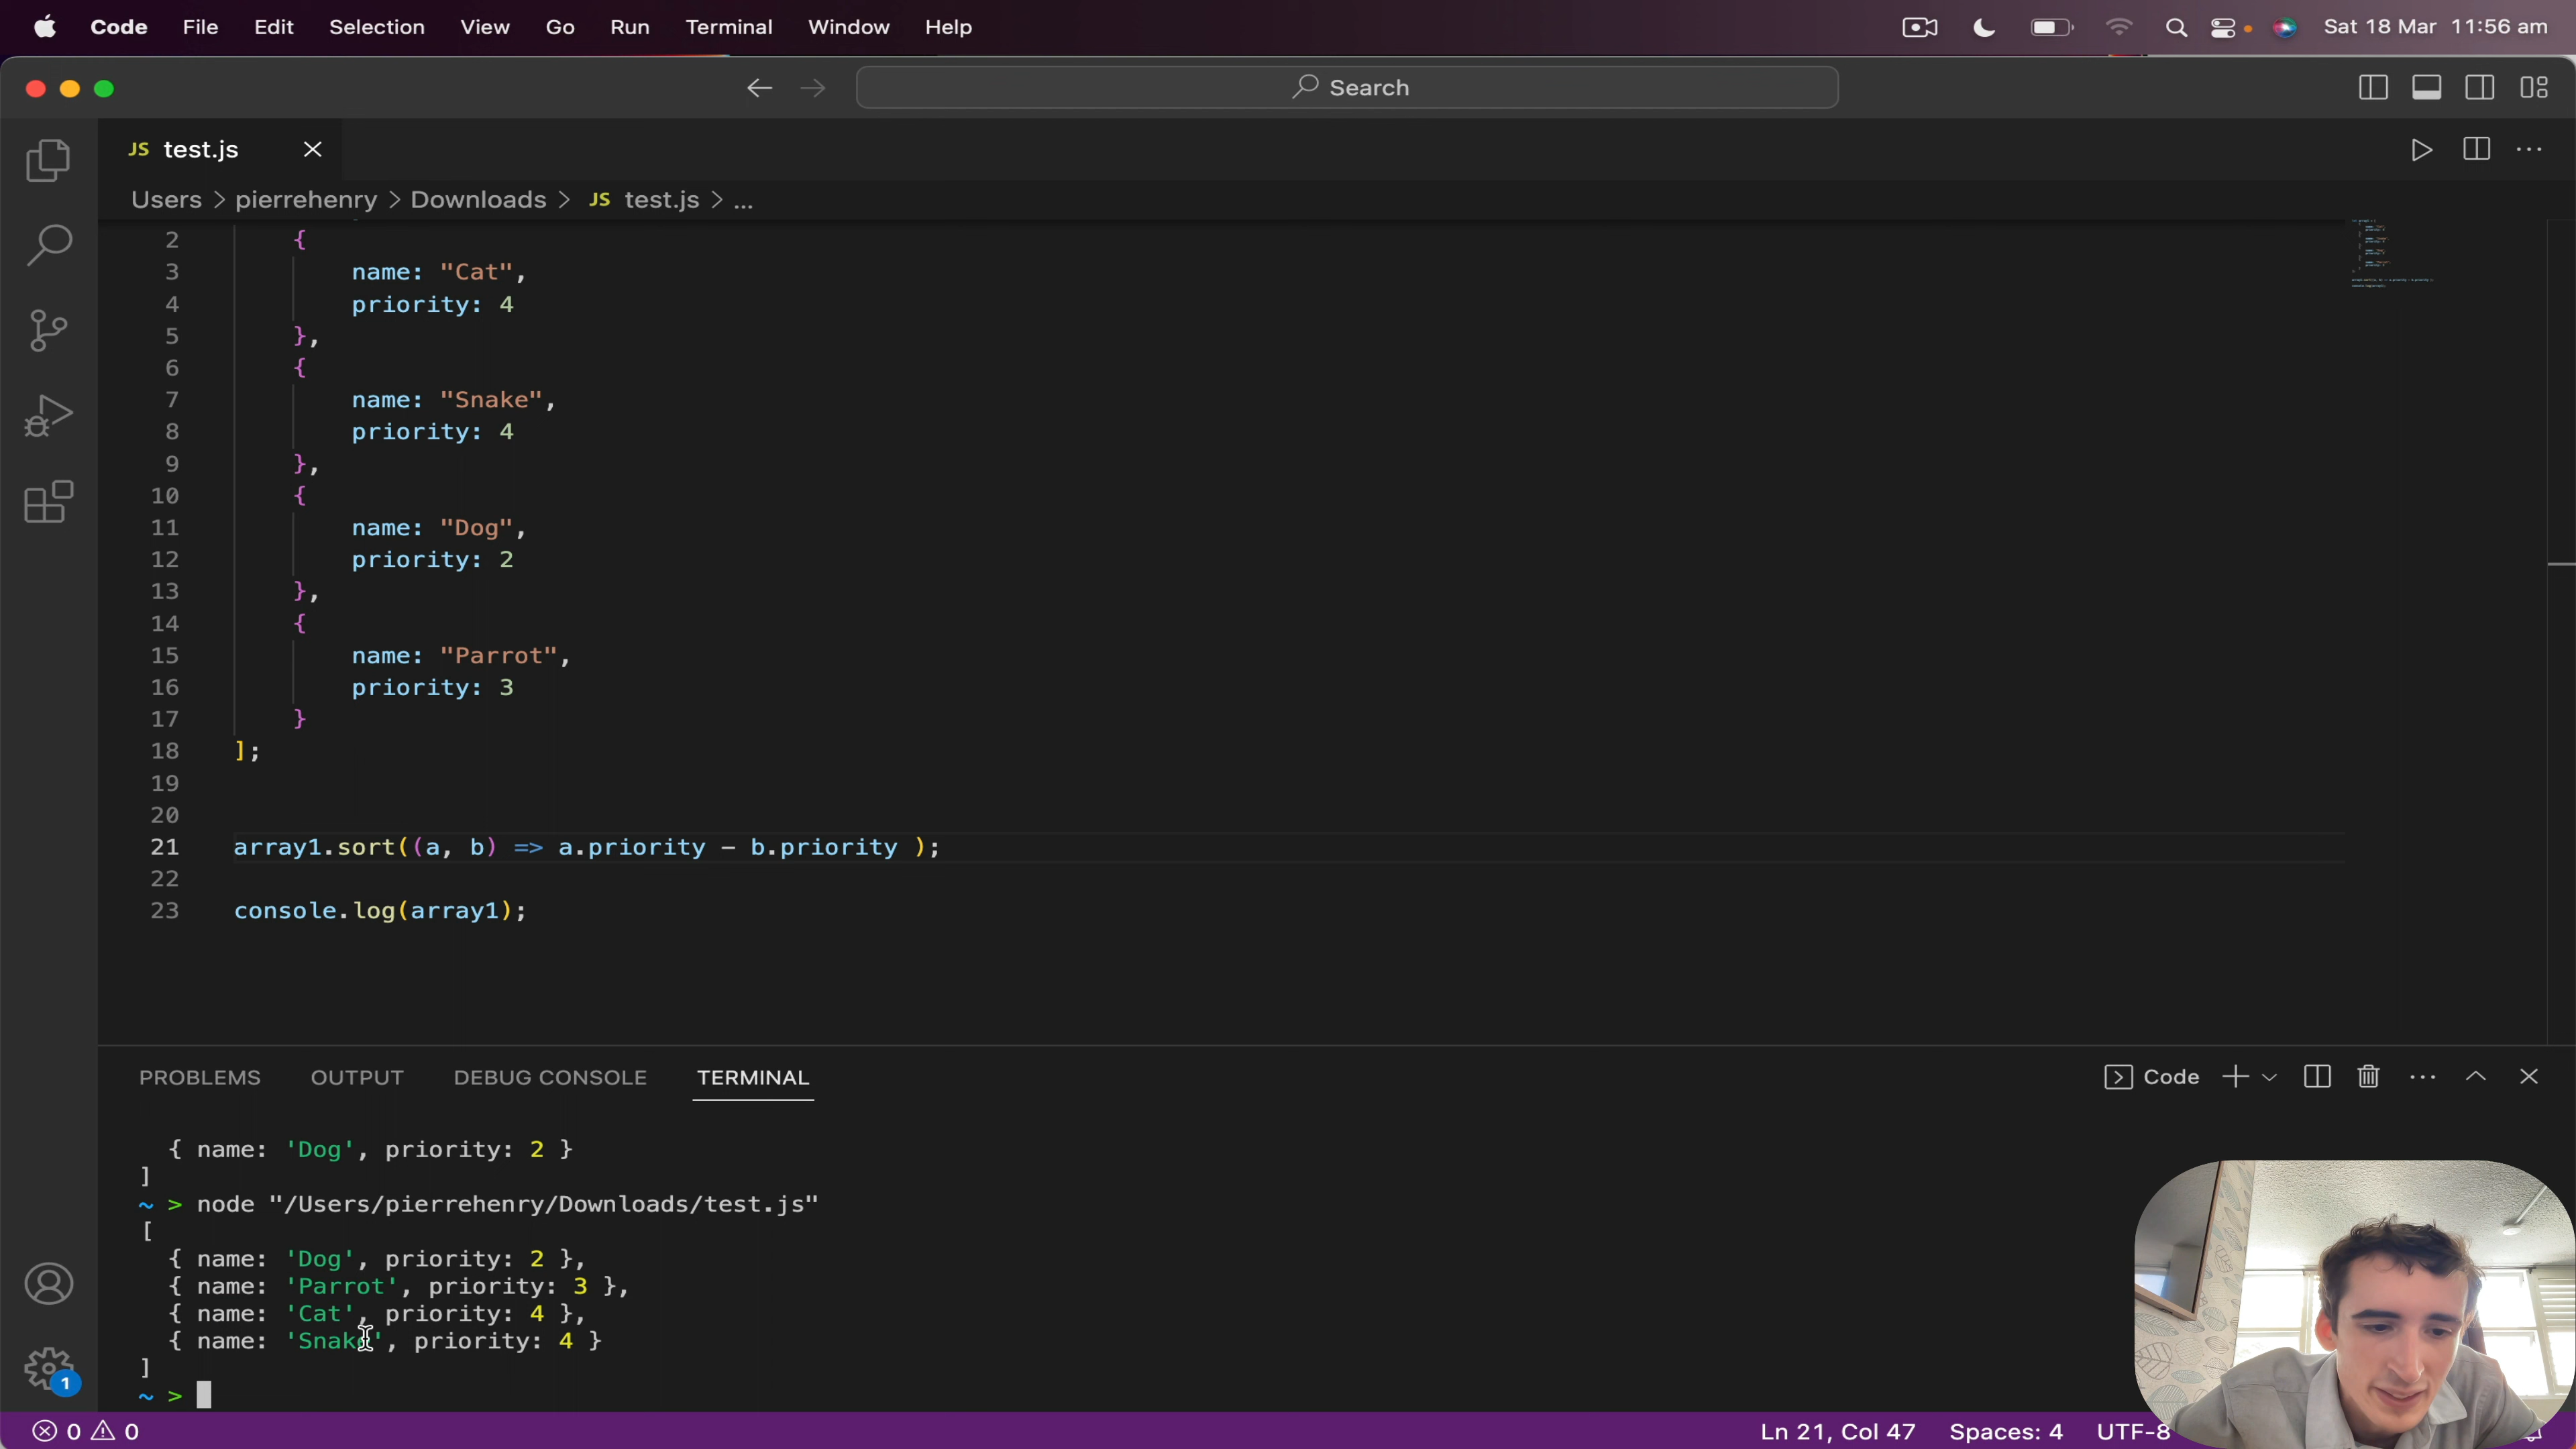 Code File Edit Selection View Go Run Terminal Window Help Sat 18 Mar 11:56 am
Search
JS test.js
Users > pierrehenry > Downloads > JS test.js > ...
2 {
3 name: "Cat",
4 priority: 4
5 },
6 {
7 name: "Snake",
8 priority: 4
9 },
10 {
11 name: "Dog",
12 priority: 2
13 },
14 {
15 name: "Parrot",
16 priority: 3
17 }
18 ];
19
20
21 array1.sort((a, b) => a.priority - b.priority );
22
23 console.log(array1);
PROBLEMS OUTPUT DEBUG CONSOLE TERMINAL Code
{ name: 'Dog', priority: 2 }
]
~ > node "/Users/pierrehenry/Downloads/test.js"
[
{ name: 'Dog', priority: 2 },
{ name: 'Parrot', priority: 3 },
{ name: 'Cat', priority: 4 },
{ name: 'Snake', priority: 4 }
]
~ >
1
0 0 Ln 21, Col 47 Spaces: 4 UTF-8